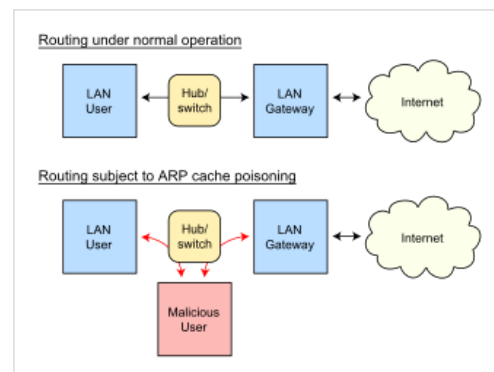 Routing under normal operation
LAN
User
Hub/
switch
LAN
Gateway
Internet
Routing subject to ARP cache poisoning
LAN
User
Hub/
switch
LAN
Gateway
Internet
Malicious
User